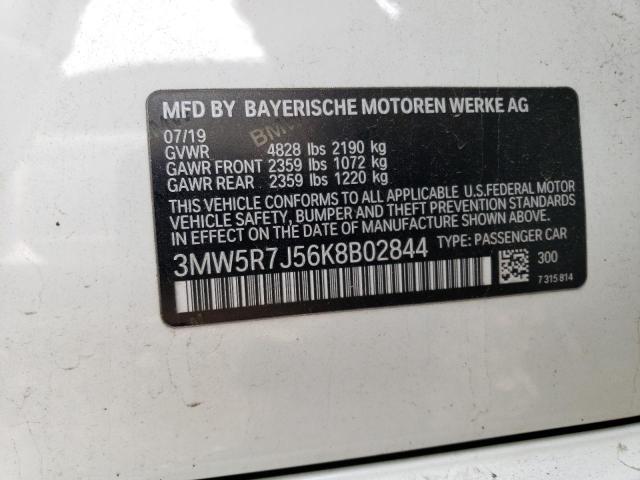 MFD BY BAYERISCHE MOTOREN WERKE AG
07/19
BMW
GVWR 4828 lbs 2190 kg
GAWR FRONT 2359 lbs 1072 kg
GAWR REAR 2359 lbs 1220 kg
THIS VEHICLE CONFORMS TO ALL APPLICABLE U.S.FEDERAL MOTOR
VEHICLE SAFETY, BUMPER, AND THEFT PREVENTION STANDARDS
IN EFFECT ON THE DATE OF MANUFACTURE SHOWN ABOVE.
3MW5R7J56K8B02844 TYPE: PASSENGER CAR
300
7 315 814